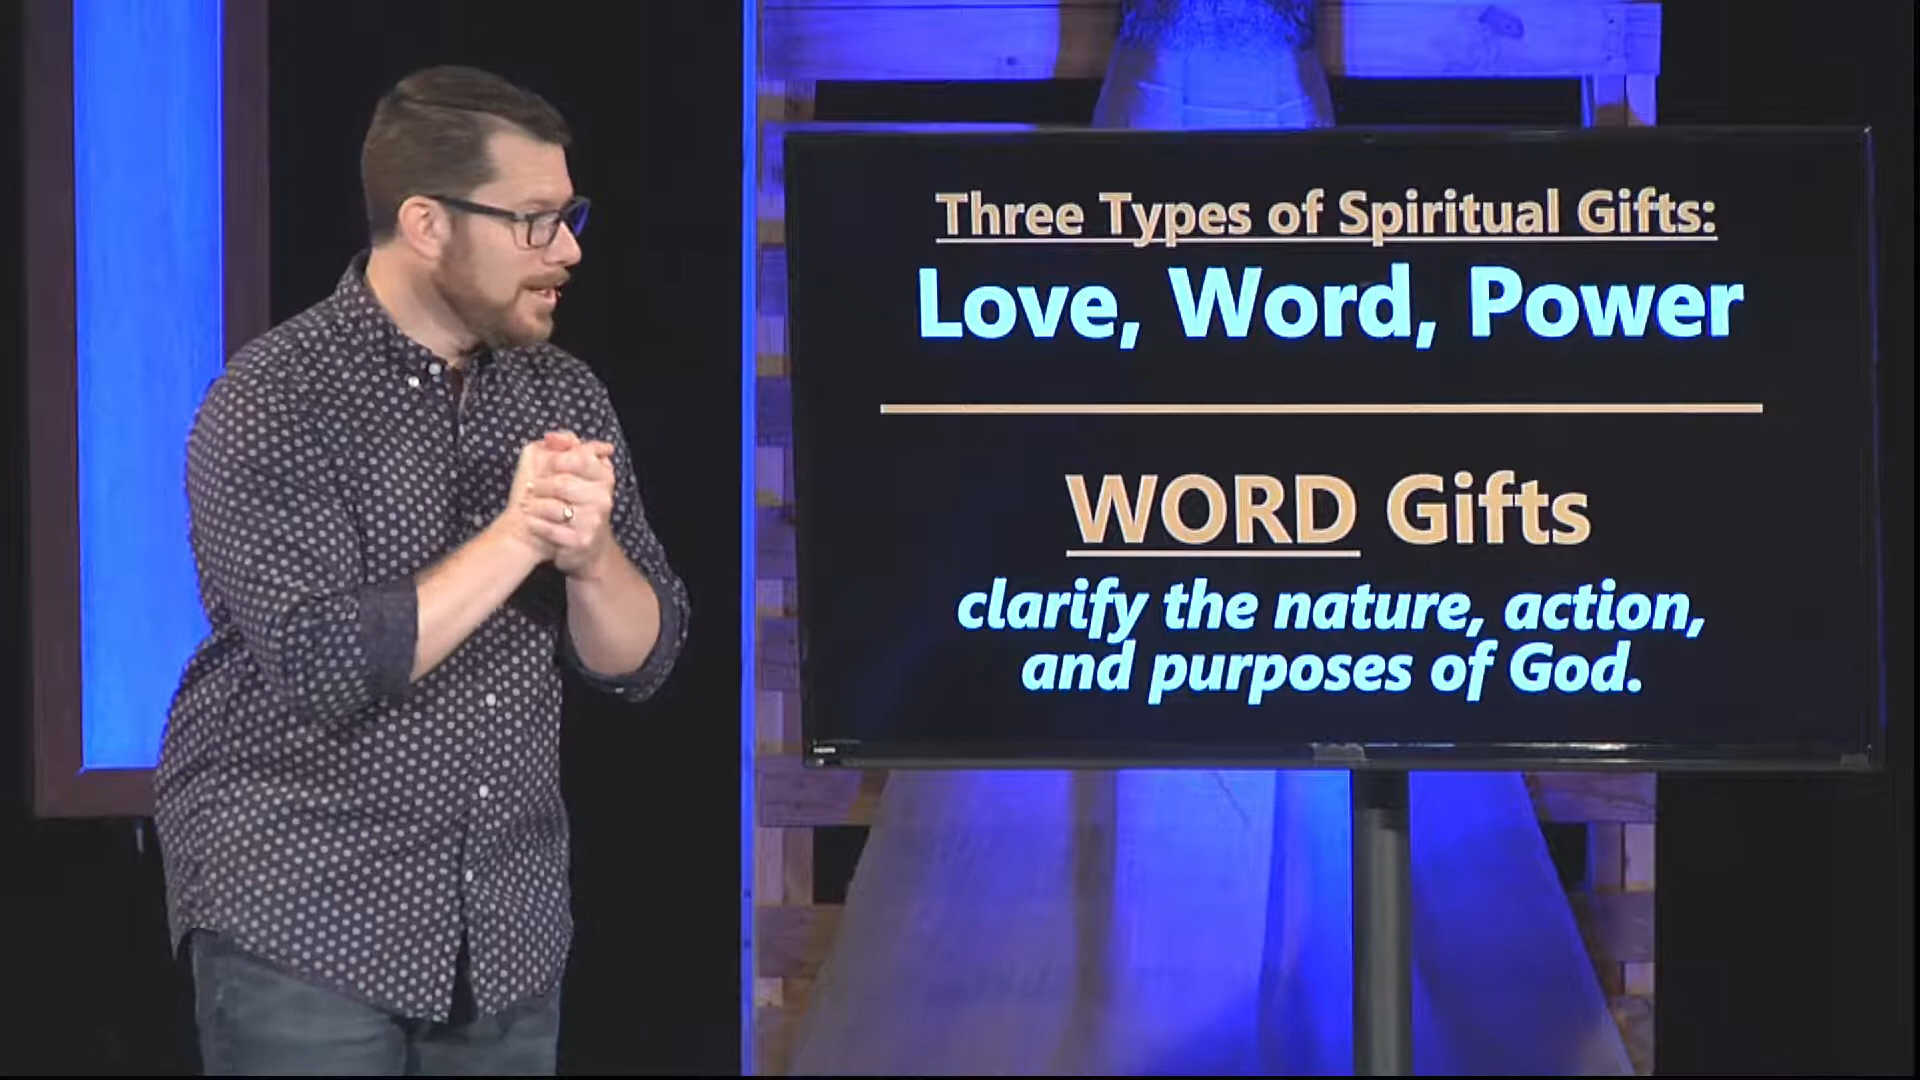 Three Types of Spiritual Gifts:
Love, Word, Power
WORD Gifts
clarify the nature, action,
and purposes of God.